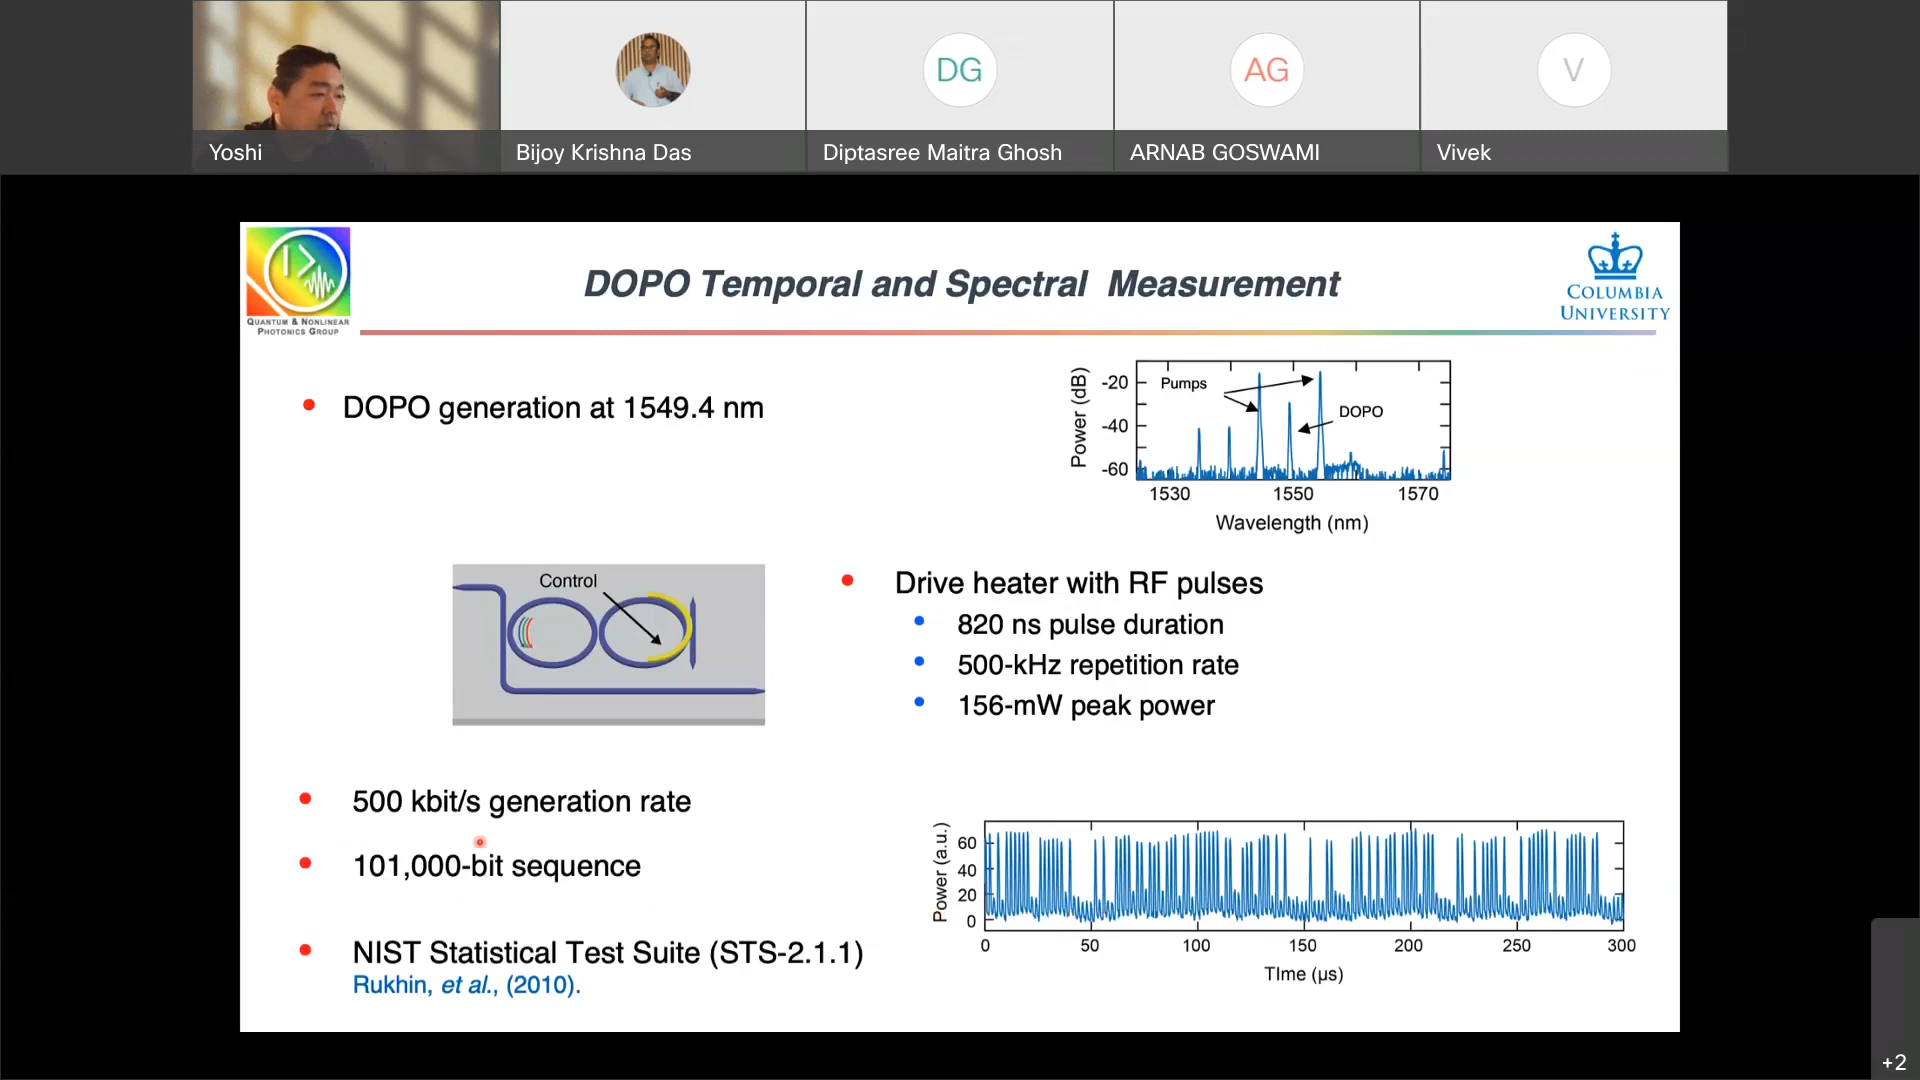 DG
AG
V
Yoshi
Bijoy Krishna Das
Diptasree Maitra Ghosh
ARNAB GOSWAMI
Vivek
QUANTUM & NONLINEAR
PHOTONICS GROUP
DOPO Temporal and Spectral Measurement
COLUMBIA
UNIVERSITY
DOPO generation at 1549.4 nm
Power (dB)
-20
-40
-60
Pumps
DOPO
1530 1550 1570
Wavelength (nm)
Control
Drive heater with RF pulses
820 ns pulse duration
500-kHz repetition rate
156-mW peak power
500 kbit/s generation rate
101,000-bit sequence
NIST Statistical Test Suite (STS-2.1.1)
Rukhin, et al., (2010).
Power (a.u.)
60
40
20
0
0 50 100 150 200 250 300
TIme (μs)
+2